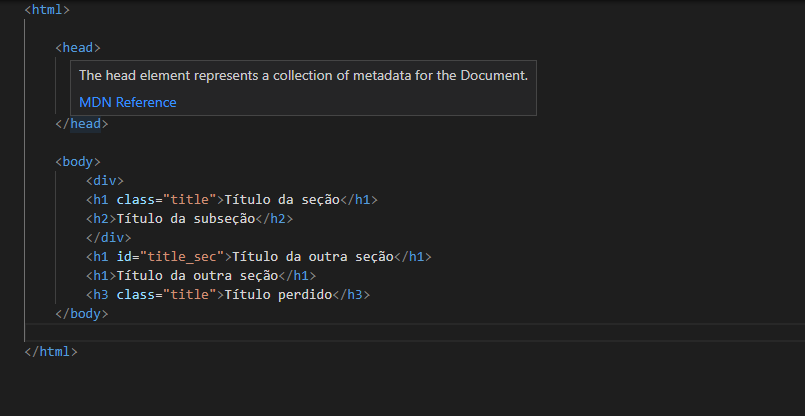 <html>
<head>
The head element represents a collection of metadata for the Document.
MDN Reference
</head>
<body>
<div>
<h1 class="title">Título da seção</h1>
<h2>Título da subseção</h2>
</div>
<h1 id="title_sec">Título da outra seção</h1>
<h1>Título da outra seção</h1>
<h3 class="title">Título perdido</h3>
</body>
</html>